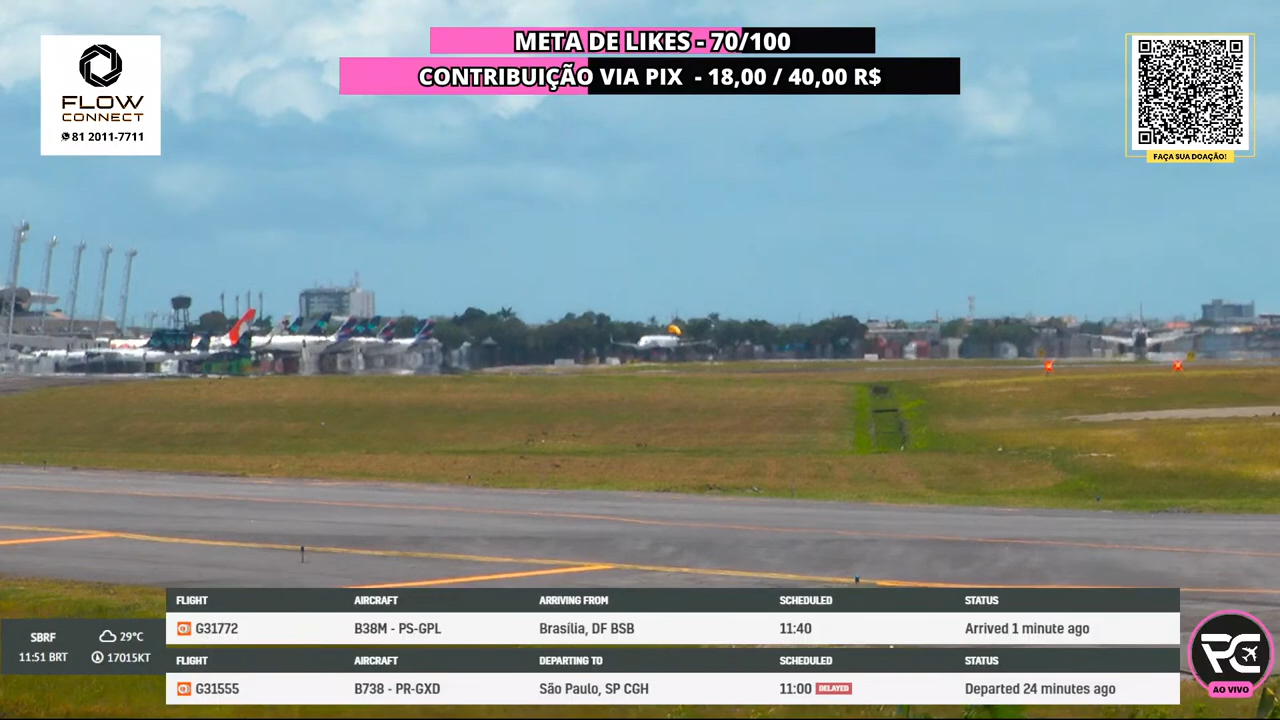 META DE LIKES - 70/100
CONTRIBUIÇÃO VIA PIX - 18,00 / 40,00 R$
FLOW
CONNECT
81 2011-7711
FAÇA SUA DOAÇÃO!
FLIGHT AIRCRAFT ARRIVING FROM SCHEDULED STATUS
G31772 B38M - PS-GPL Brasília, DF BSB 11:40 Arrived 1 minute ago
FLIGHT AIRCRAFT DEPARTING TO SCHEDULED STATUS
G31555 B738 - PR-GXD São Paulo, SP CGH 11:00 DELAYED Departed 24 minutes ago
SBRF 29°C
11:51 BRT 17015KT
PC
AO VIVO